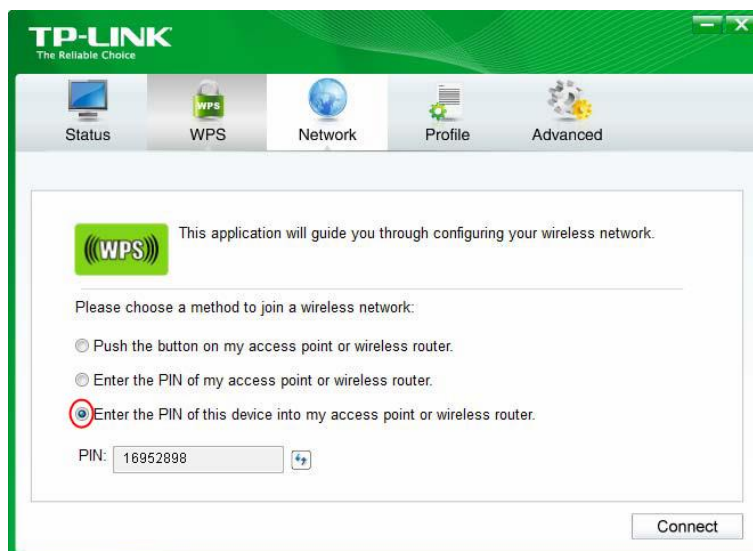 TP-LINK
The Reliable Choice
Status WPS Network Profile Advanced
WPS
(((WPS)))
This application will guide you through configuring your wireless network.
Please choose a method to join a wireless network:
Push the button on my access point or wireless router.
Enter the PIN of my access point or wireless router.
Enter the PIN of this device into my access point or wireless router.
PIN: 16952898
Connect